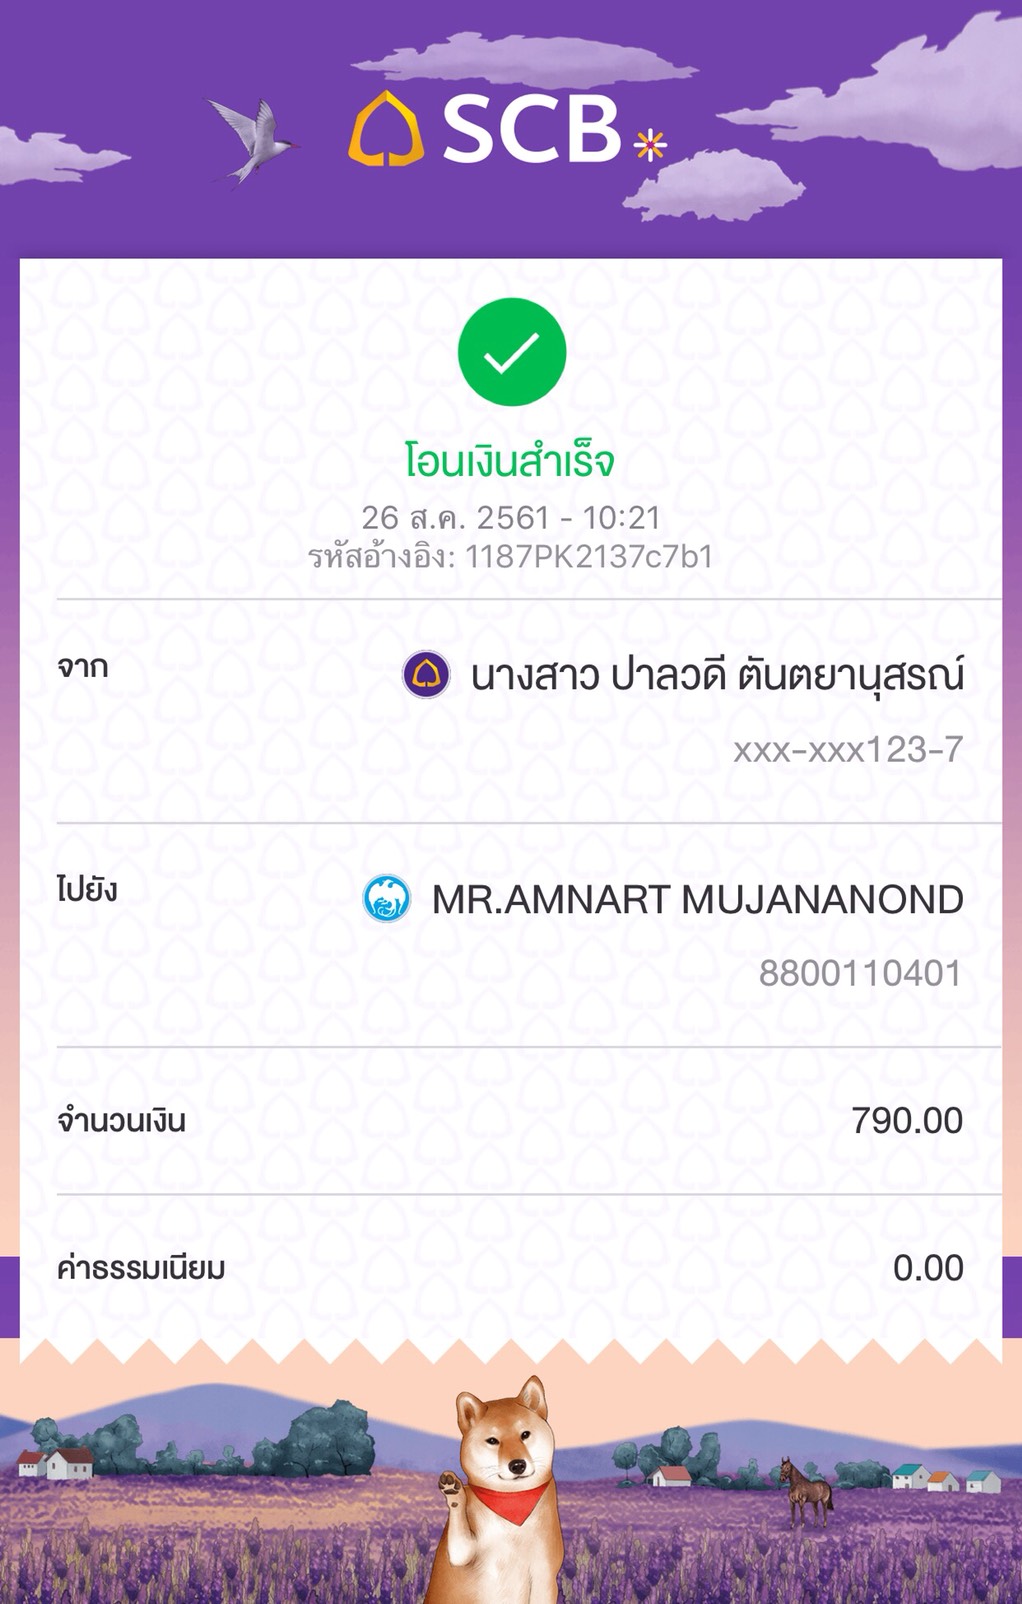 SCB
โอนเงินสำเร็จ
26 ส.ค. 2561 - 10:21
รหัสอ้างอิง: 1187PK2137c7b1
จาก
นางสาว ปาลวดี ตันตยานุสรณ์
xxx-xxx123-7
ไปยัง
MR.AMNART MUJANANOND
8800110401
จำนวนเงิน
790.00
ค่าธรรมเนียม
0.00